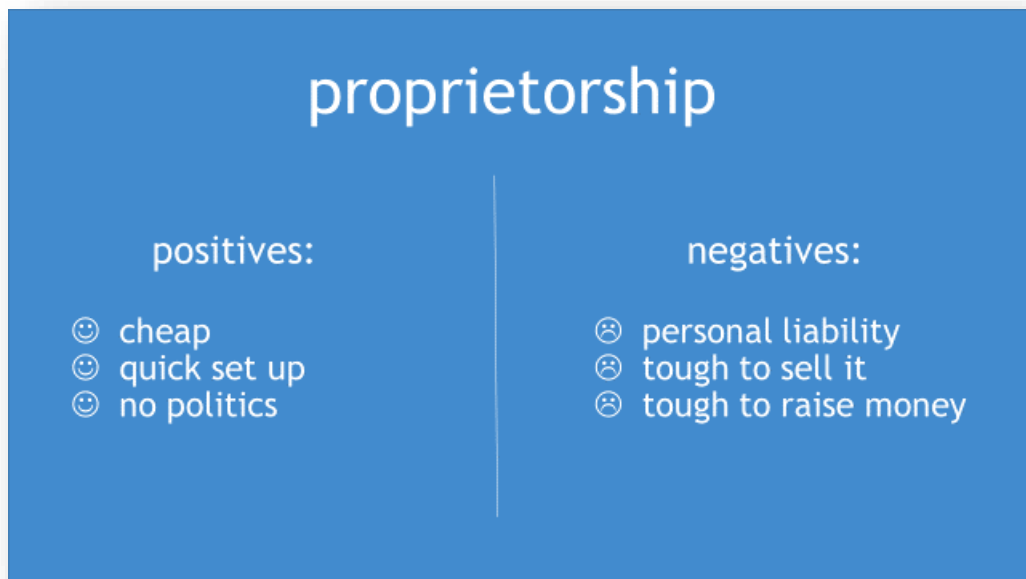 proprietorship
positives:
☺ cheap
☺ quick set up
☺ no politics
negatives:
☹ personal liability
☹ tough to sell it
☹ tough to raise money